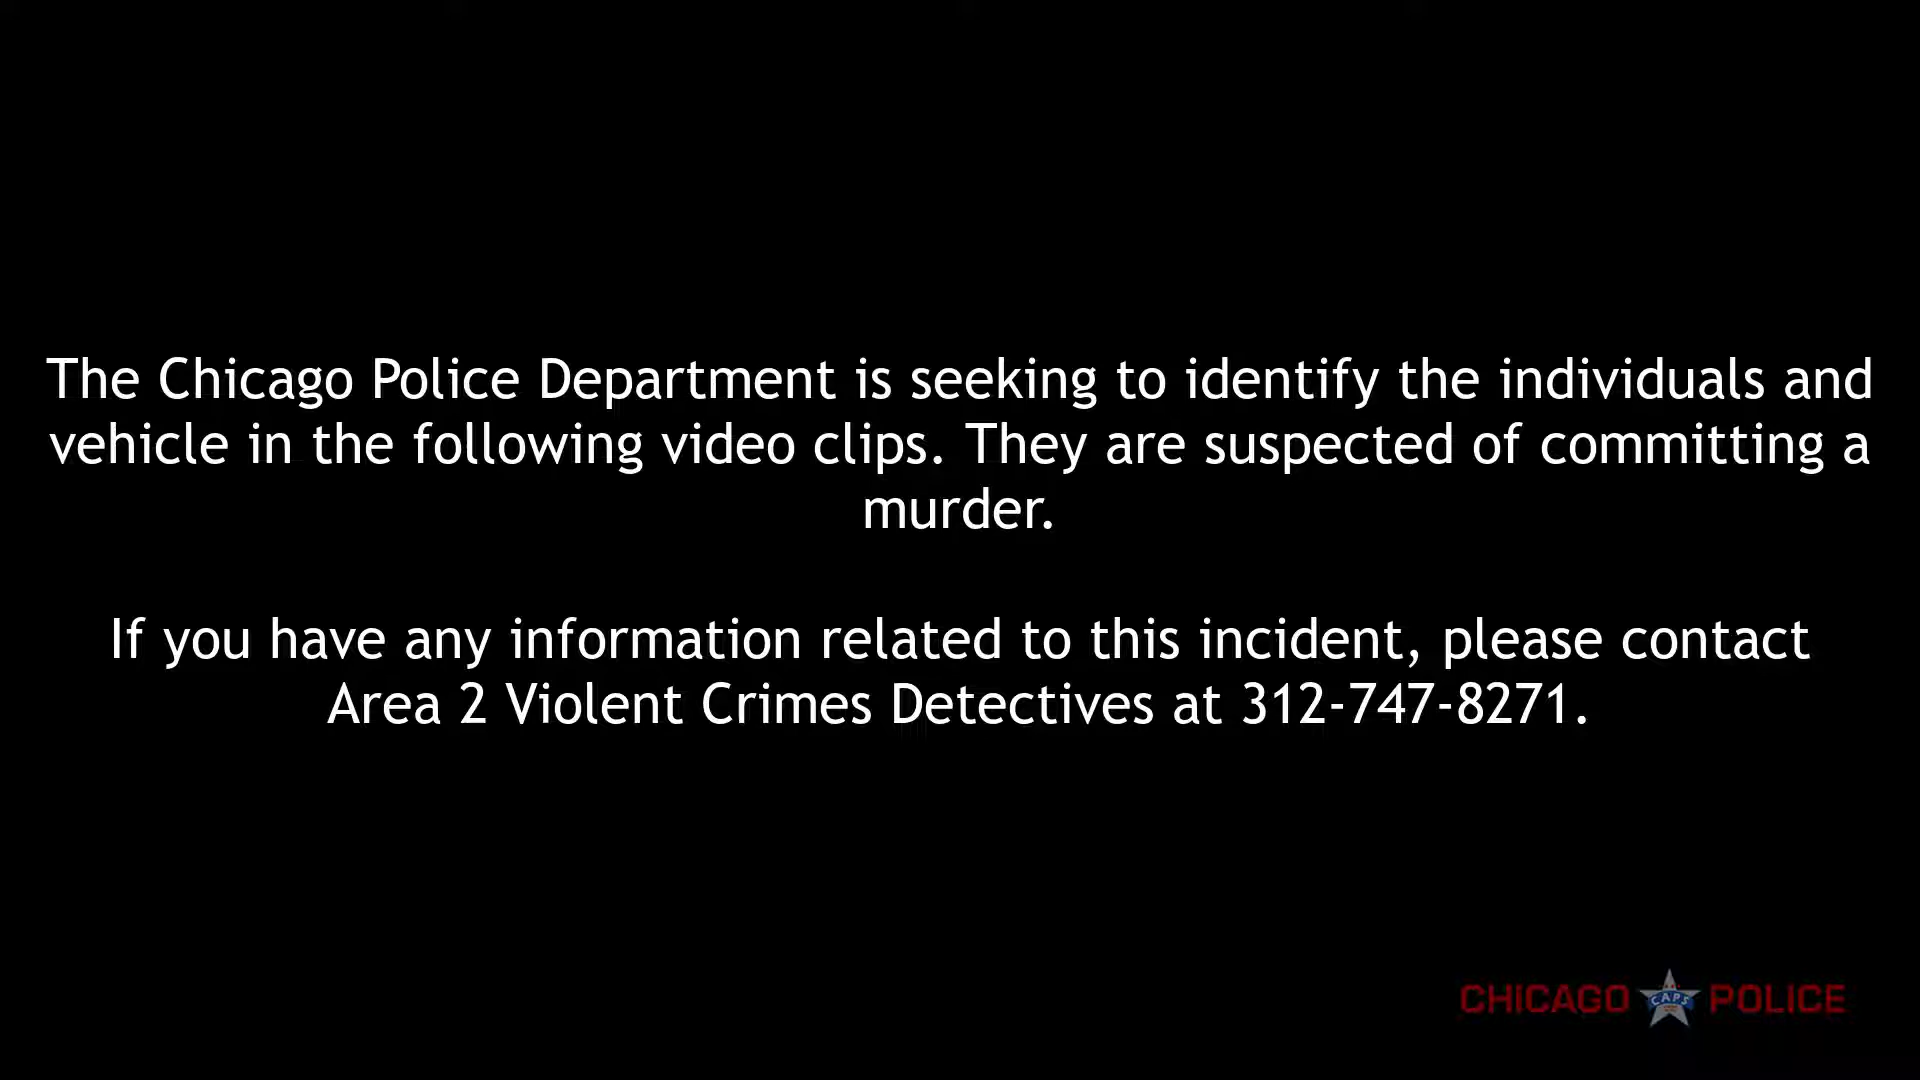 The Chicago Police Department is seeking to identify the individuals and
vehicle in the following video clips. They are suspected of committing a
murder.
If you have any information related to this incident, please contact
Area 2 Violent Crimes Detectives at 312-747-8271.
CHICAGO CAPS POLICE